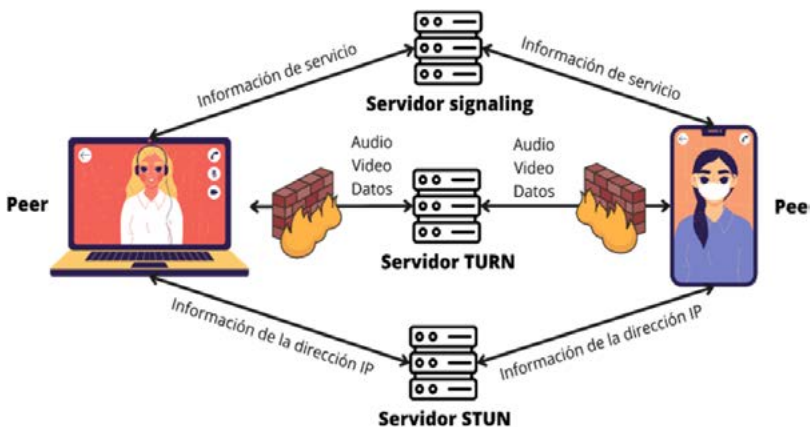 Información de servicio
Información de servicio
Servidor signaling
Audio
Video
Datos
Audio
Video
Datos
Peer
Pee
Servidor TURN
Información de la dirección IP
Información de la dirección IP
Servidor STUN